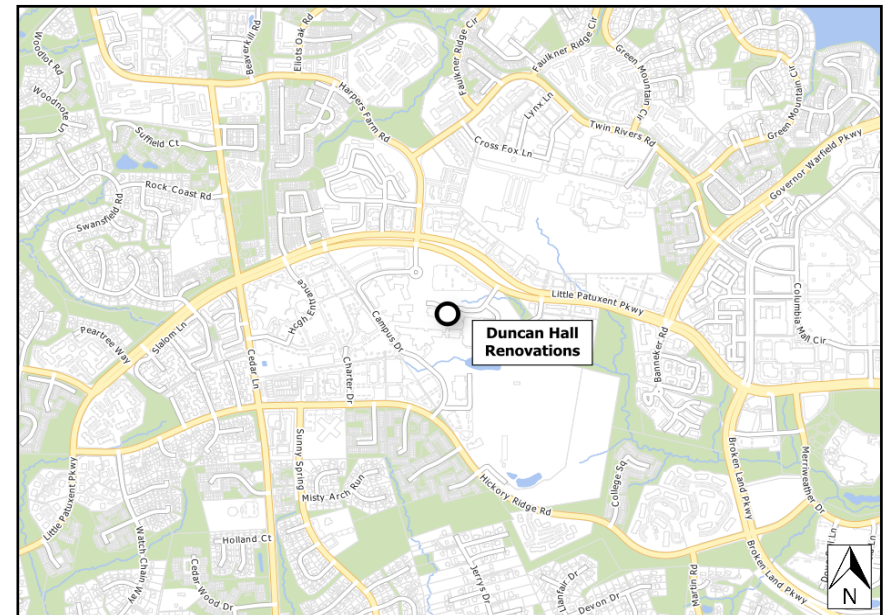 Woodlot Rd
Beaverkill Rd
Eliots Oak Rd
Faulkner Ridge Cir
Faulkner Ridge Cir
Green Mountain Cir
Green Mountain Cir
Woodnote Ln
Harpers Farm Rd
Lynx Ln
Twin Rivers Rd
Suffield Ct
Cross Fox Ln
Governor Warfield Pkwy
Rock Coast Rd
Swansfield Rd
Hcgh Entrance
Little Patuxent Pkwy
Columbia Mall Cir
Duncan Hall
Renovations
Campus Dr
Peartree Way
Slalom Ln
Cedar Ln
Charter Dr
Banneker Rd
Little Patuxent Pkwy
Sunny Spring
Misty Arch Run
Hickory Ridge Rd
College Sq
Broken Land Pkwy
Merriweather Dr
Watch Chain Way
Holland Ct
Cedar Wood Dr
Jerrys Dr
Llanfair Dr
Devon Dr
Martin Rd
Broken Land Pkwy
N